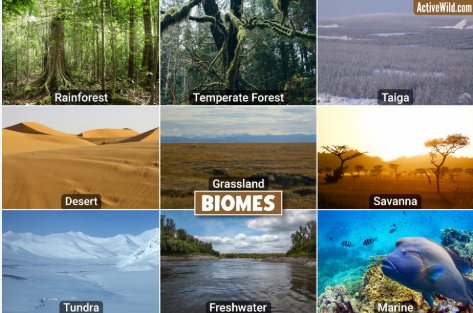 ActiveWild.com
Rainforest
Temperate Forest
Taiga
Desert
Grassland
Savanna
BIOMES
Tundra
Freshwater
Marine